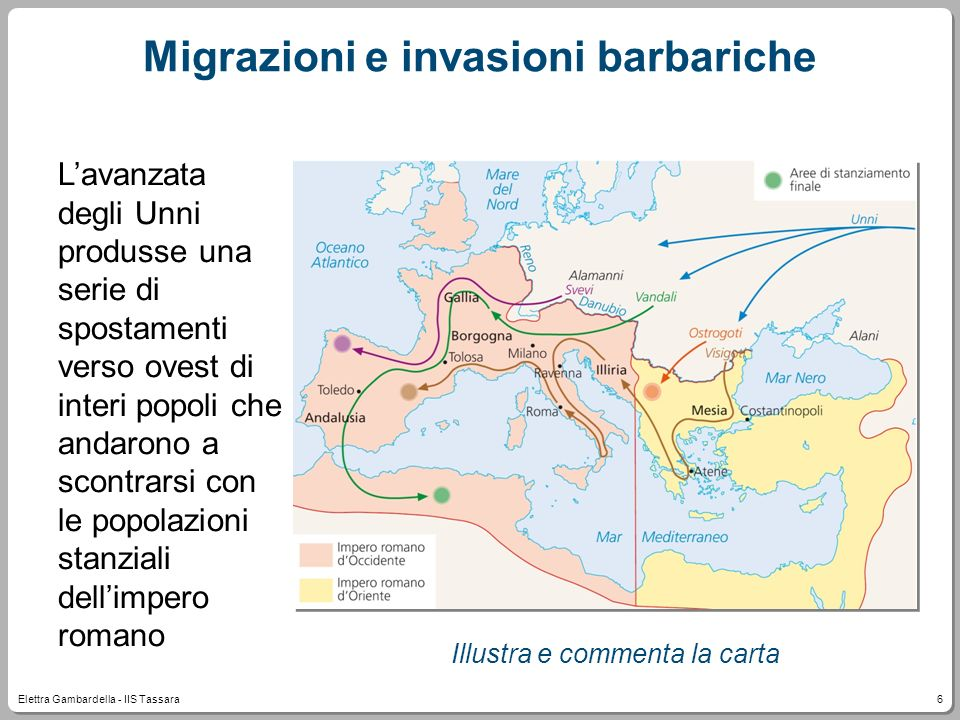 Migrazioni e invasioni barbariche
L’avanzata
degli Unni
produsse una
serie di
spostamenti
verso ovest di
interi popoli che
andarono a
scontrarsi con
le popolazioni
stanziali
dell’impero
romano
Aree di stanziamento
finale
Mare
del
Nord
Unni
Oceano
Atlantico
Reno
Alamanni
Svevi
Danubio
Vandali
Gallia
Ostrogoti
Visigoti
Alani
Borgogna
Milano
Tolosa
Ravenna
Illiria
Mar Nero
Toledo
Roma
Mesia
Costantinopoli
Andalusia
Atene
Mar Mediterraneo
Impero romano
d’Occidente
Impero romano
d’Oriente
Illustra e commenta la carta
Elettra Gambardella - IIS Tassara
6